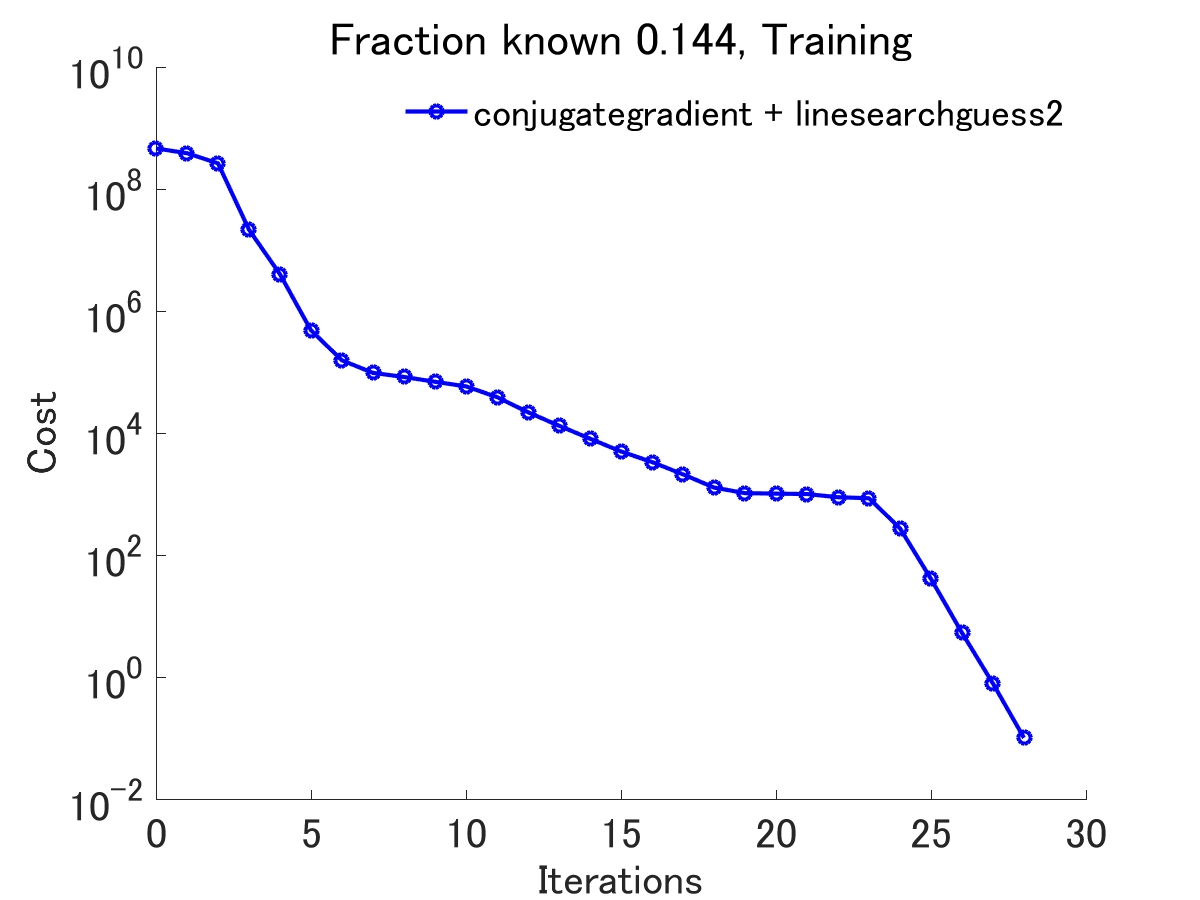 Fraction known 0.144, Training
conjugategradient + linesearchguess2
10^10
10^8
10^6
10^4
10^2
10^0
10^−2
Cost
0 5 10 15 20 25 30
Iterations